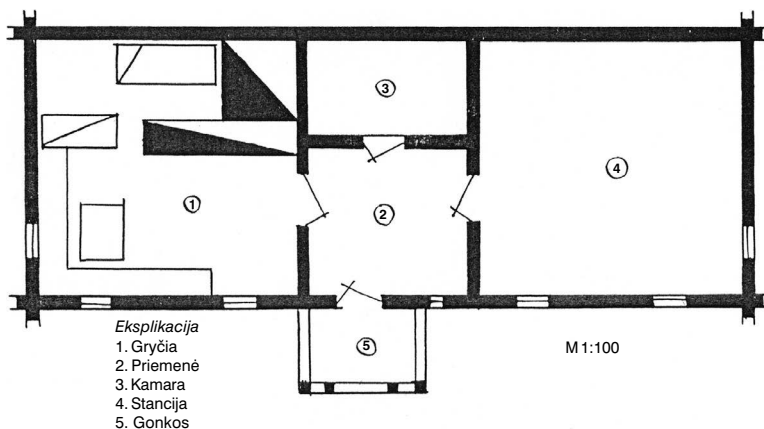 3
4
1
2
5
Eksplikacija
1. Gryčia
2. Priemenė
3. Kamara
4. Stancija
5. Gonkos
M 1:100